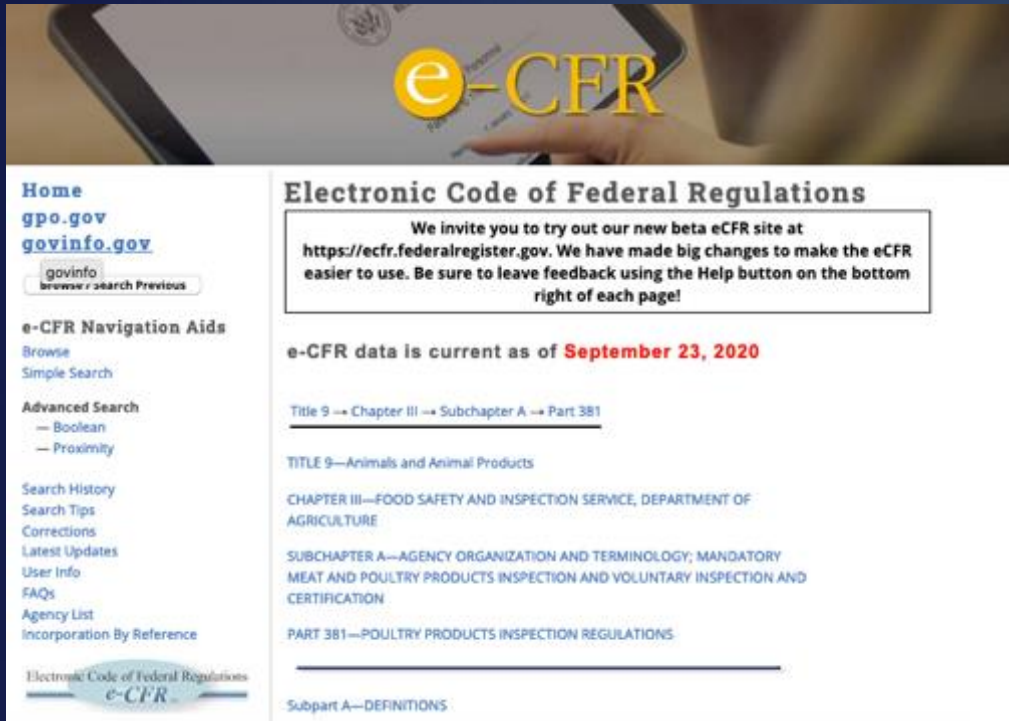 e-CFR
Home
gpo.gov
govinfo.gov
govinfo
Browse / Search Previous
e-CFR Navigation Aids
Browse
Simple Search
Advanced Search
— Boolean
— Proximity
Search History
Search Tips
Corrections
Latest Updates
User Info
FAQs
Agency List
Incorporation By Reference
Electronic Code of Federal Regulations
e-CFR
Electronic Code of Federal Regulations
We invite you to try out our new beta eCFR site at
https://ecfr.federalregister.gov. We have made big changes to make the eCFR
easier to use. Be sure to leave feedback using the Help button on the bottom
right of each page!
e-CFR data is current as of September 23, 2020
Title 9 → Chapter III → Subchapter A → Part 381
TITLE 9—Animals and Animal Products
CHAPTER III—FOOD SAFETY AND INSPECTION SERVICE, DEPARTMENT OF
AGRICULTURE
SUBCHAPTER A—AGENCY ORGANIZATION AND TERMINOLOGY; MANDATORY
MEAT AND POULTRY PRODUCTS INSPECTION AND VOLUNTARY INSPECTION AND
CERTIFICATION
PART 381—POULTRY PRODUCTS INSPECTION REGULATIONS
Subpart A—DEFINITIONS